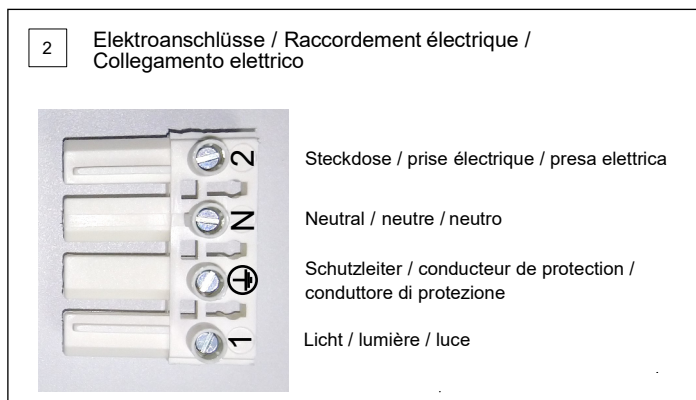 2
Elektroanschlüsse / Raccordement électrique /
Collegamento elettrico
2
Steckdose / prise électrique / presa elettrica
N
Neutral / neutre / neutro
Schutzleiter / conducteur de protection /
conduttore di protezione
1
Licht / lumière / luce